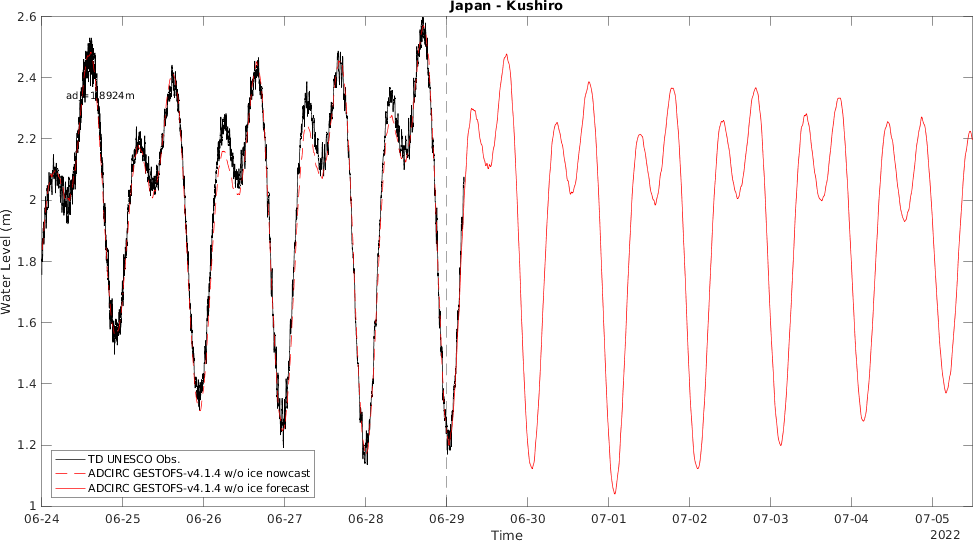 Japan - Kushiro
2.6
2.4
2.2
2
1.8
1.6
1.4
1.2
1
Water Level (m)
1.8924m
TD UNESCO Obs.
ADCIRC GESTOFS-v4.1.4 w/o ice nowcast
ADCIRC GESTOFS-v4.1.4 w/o ice forecast
06-24 06-25 06-26 06-27 06-28 06-29 06-30 07-01 07-02 07-03 07-04 07-05
Time
2022